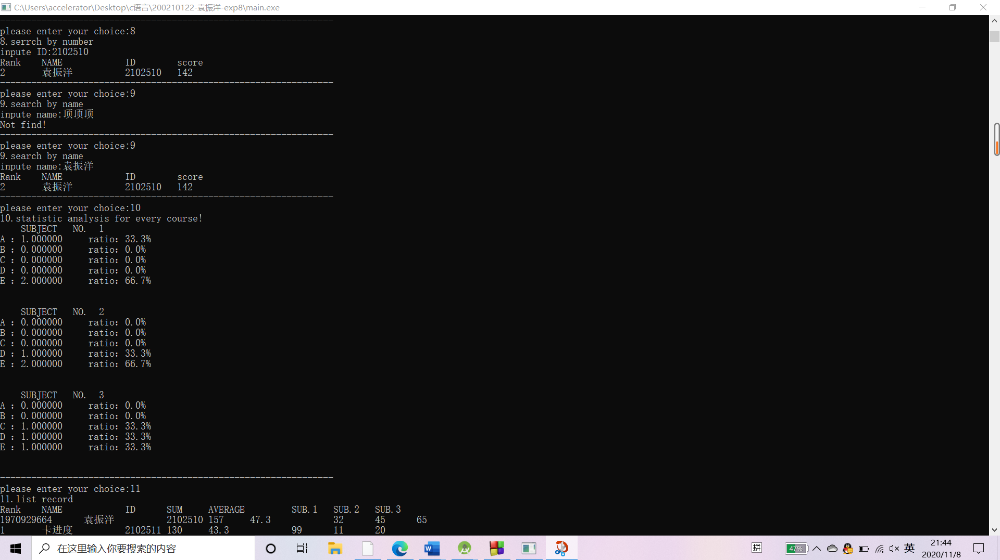 C:\Users\accelerator\Desktop\c语言\200210122-袁振洋-exp8\main.exe
----------------------------------------------------------------
please enter your choice:8
8.serrch by number
inpute ID:2102510
Rank    NAME            ID        score
2       袁振洋          2102510   142
----------------------------------------------------------------
please enter your choice:9
9.search by name
inpute name:顶顶顶
Not find!
----------------------------------------------------------------
please enter your choice:9
9.search by name
inpute name:袁振洋
Rank    NAME            ID        score
2       袁振洋          2102510   142
----------------------------------------------------------------
please enter your choice:10
10.statistic analysis for every course!
    SUBJECT   NO.  1
A : 1.000000     ratio: 33.3%
B : 0.000000     ratio: 0.0%
C : 0.000000     ratio: 0.0%
D : 0.000000     ratio: 0.0%
E : 2.000000     ratio: 66.7%
    SUBJECT   NO.  2
A : 0.000000     ratio: 0.0%
B : 0.000000     ratio: 0.0%
C : 0.000000     ratio: 0.0%
D : 1.000000     ratio: 33.3%
E : 2.000000     ratio: 66.7%
    SUBJECT   NO.  3
A : 0.000000     ratio: 0.0%
B : 0.000000     ratio: 0.0%
C : 1.000000     ratio: 33.3%
D : 1.000000     ratio: 33.3%
E : 1.000000     ratio: 33.3%
----------------------------------------------------------------
please enter your choice:11
11.list record
Rank    NAME            ID      SUM     AVERAGE         SUB.1   SUB.2   SUB.3
1970929664      袁振洋          2102510 157     47.3            32      45      65
1       卡进度          2102511 130     43.3            99      11      20
在这里输入你要搜索的内容
拼
47%
英
21:44
2020/11/8